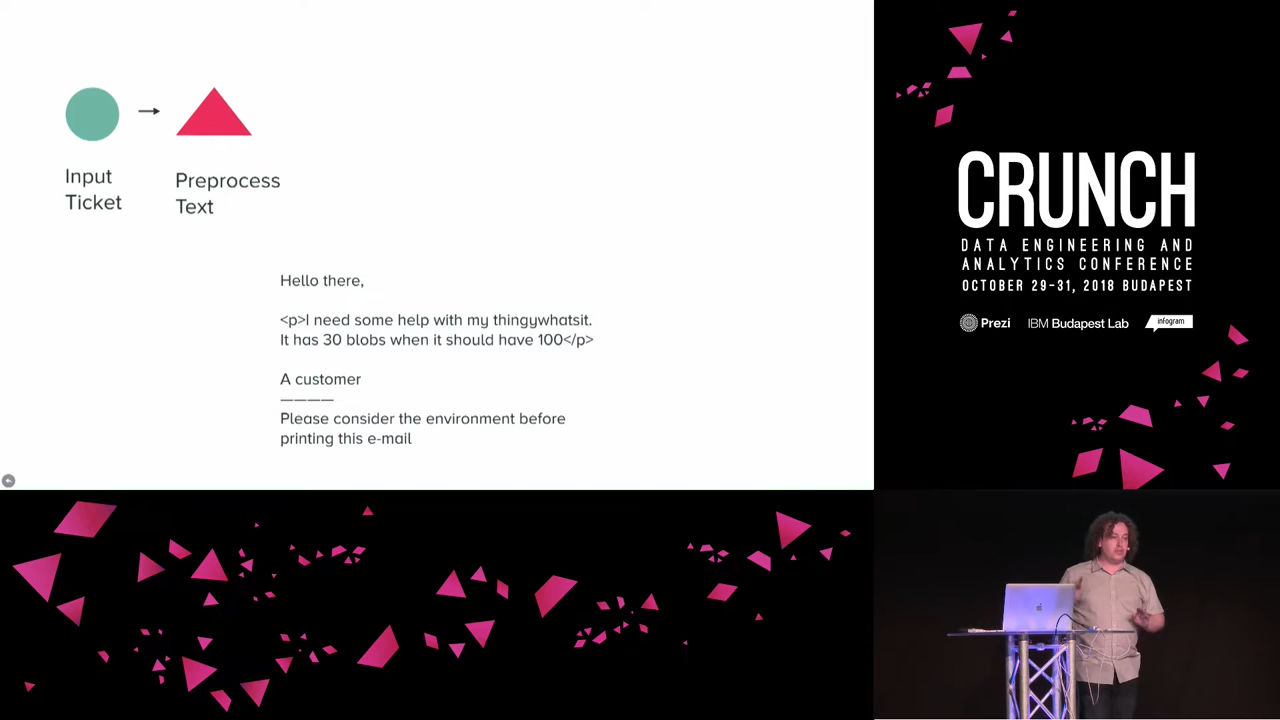 Input
Ticket
Preprocess
Text
Hello there,
<p>I need some help with my thingywhatsit.
It has 30 blobs when it should have 100</p>
A customer
————
Please consider the environment before
printing this e-mail
CRUNCH
DATA ENGINEERING AND
ANALYTICS CONFERENCE
OCTOBER 29-31, 2018 BUDAPEST
Prezi
IBM Budapest Lab
infogram